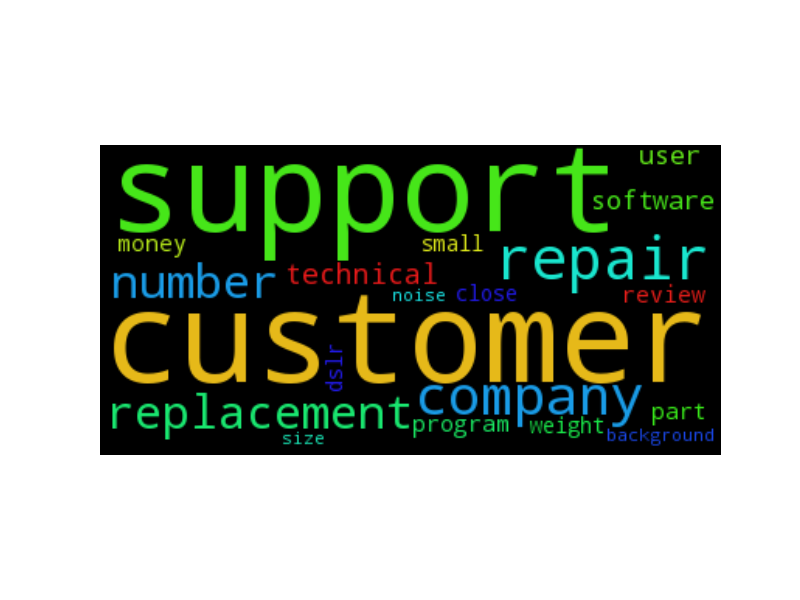 support user
software
money small repair
number technical
noise close review
customer
dslr
replacement company part
program weight
size background